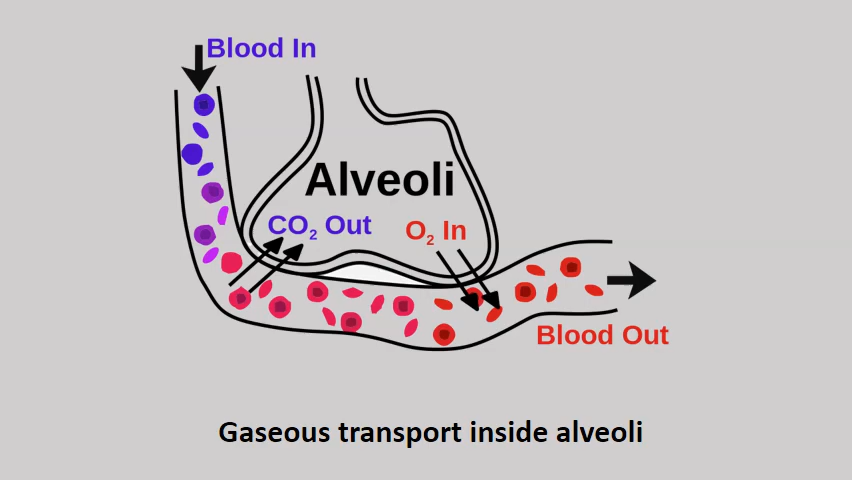 Blood In
Alveoli
CO₂ Out
O₂ In
Blood Out
Gaseous transport inside alveoli